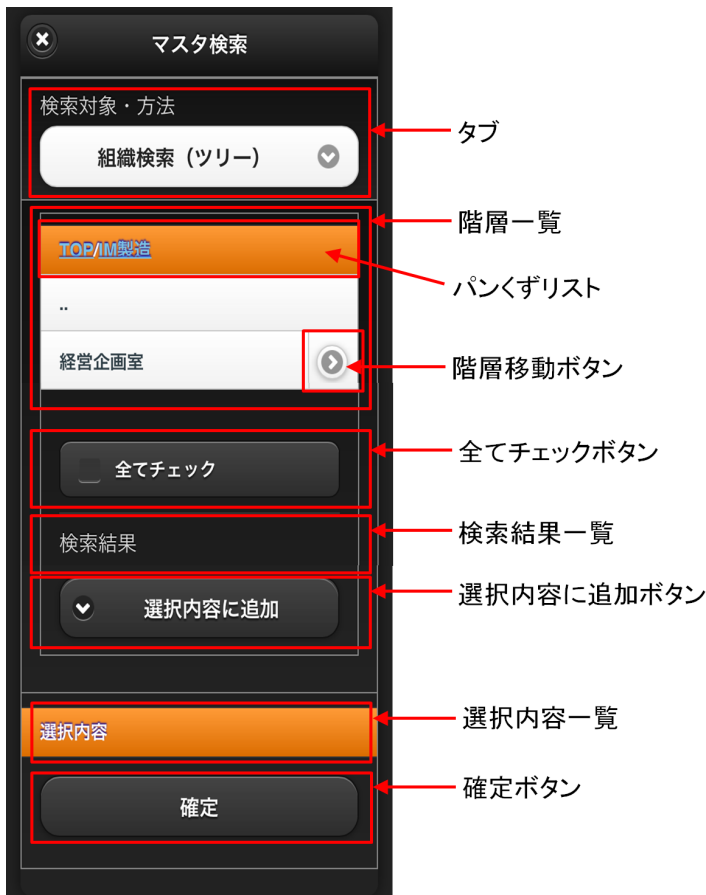 マスタ検索
検索対象・方法
タブ
組織検索（ツリー）
階層一覧
TOP/IM製造
パンくずリスト
..
経営企画室
階層移動ボタン
全てチェックボタン
全てチェック
検索結果一覧
検索結果
選択内容に追加ボタン
選択内容に追加
選択内容一覧
選択内容
確定ボタン
確定